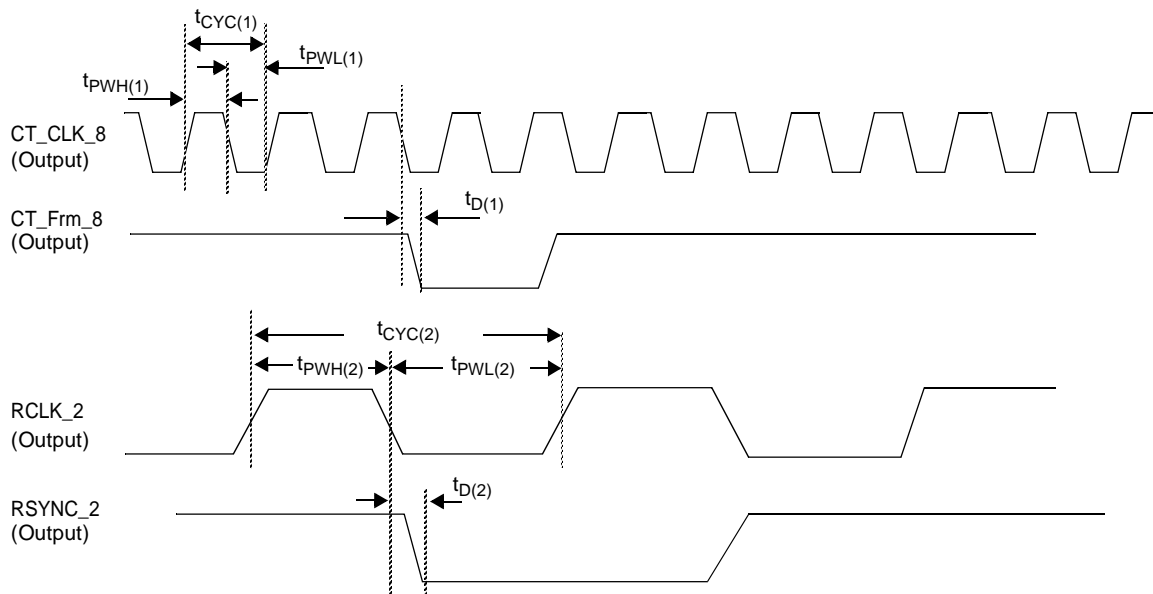 tCYC(1)
tPWL(1)
tPWH(1)
CT_CLK_8
(Output)
tD(1)
CT_Frm_8
(Output)
tCYC(2)
tPWH(2)
tPWL(2)
RCLK_2
(Output)
tD(2)
RSYNC_2
(Output)